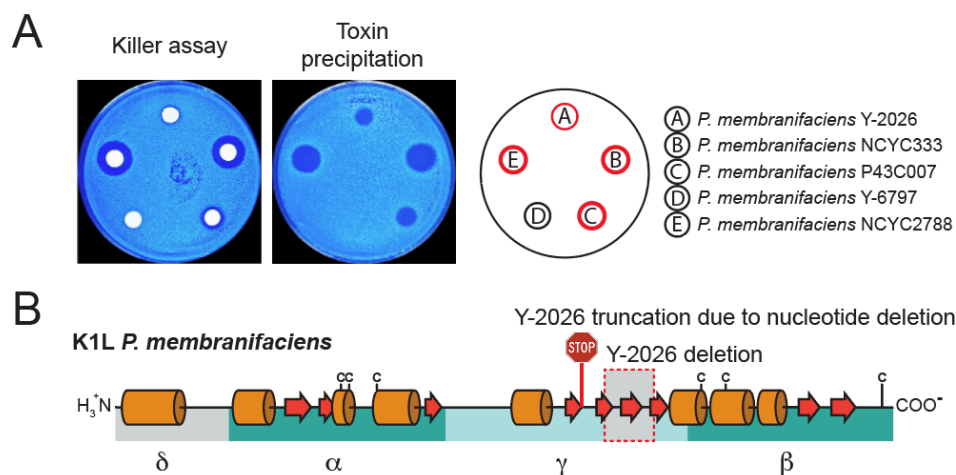 A
Killer assay
Toxin
precipitation
A
B
C
D
E
A P. membranifaciens Y-2026
B P. membranifaciens NCYC333
C P. membranifaciens P43C007
D P. membranifaciens Y-6797
E P. membranifaciens NCYC2788
B
Y-2026 truncation due to nucleotide deletion
K1L P. membranifaciens
STOP
Y-2026 deletion
cc c c c c
H₃⁺N
COO⁻
δ α γ β